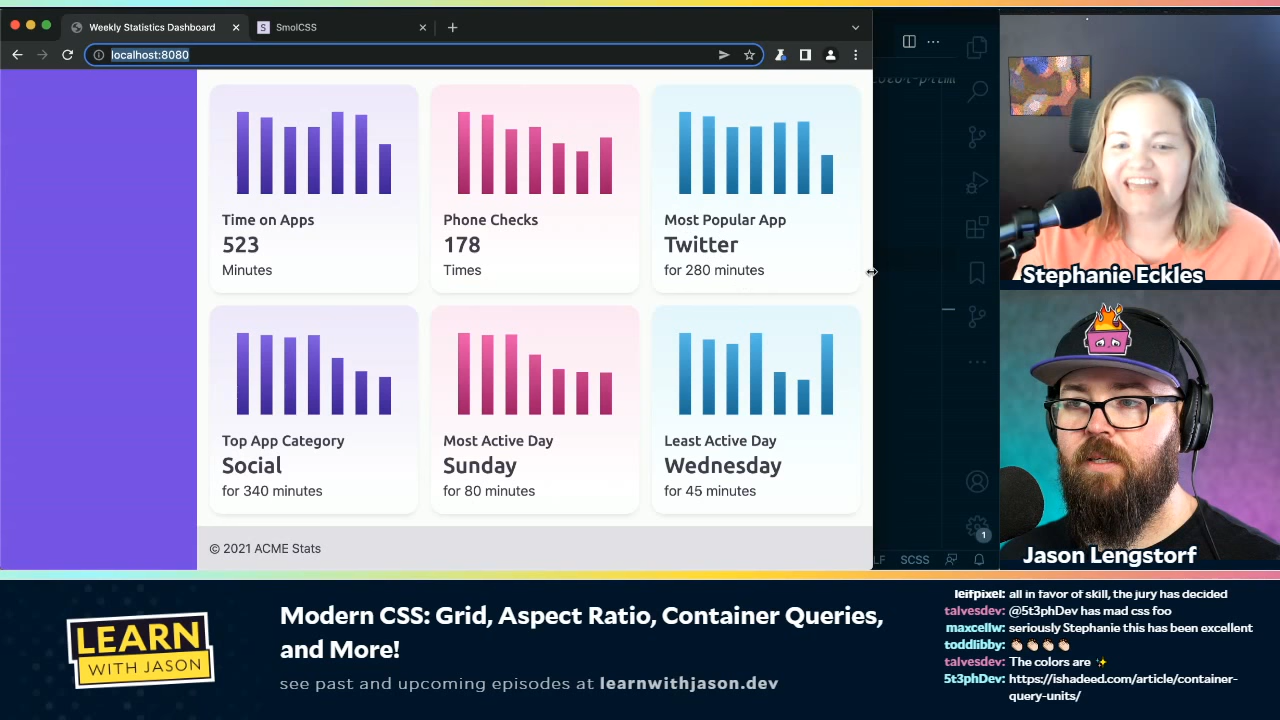 Weekly Statistics Dashboard
S SmolCSS
localhost:8080
Time on Apps
523
Minutes
Phone Checks
178
Times
Most Popular App
Twitter
for 280 minutes
Top App Category
Social
for 340 minutes
Most Active Day
Sunday
for 80 minutes
Least Active Day
Wednesday
for 45 minutes
© 2021 ACME Stats
LF SCSS
1
Stephanie Eckles
Jason Lengstorf
LEARN
WITH JASON
Modern CSS: Grid, Aspect Ratio, Container Queries,
and More!
see past and upcoming episodes at learnwithjason.dev
leifpixel: all in favor of skill, the jury has decided
talvesdev: @5t3phDev has mad css foo
maxcellw: seriously Stephanie this has been excellent
toddlibby: 👏🏻👏🏻👏🏻👏🏻
talvesdev: The colors are ✨
5t3phDev: https://ishadeed.com/article/container-
query-units/